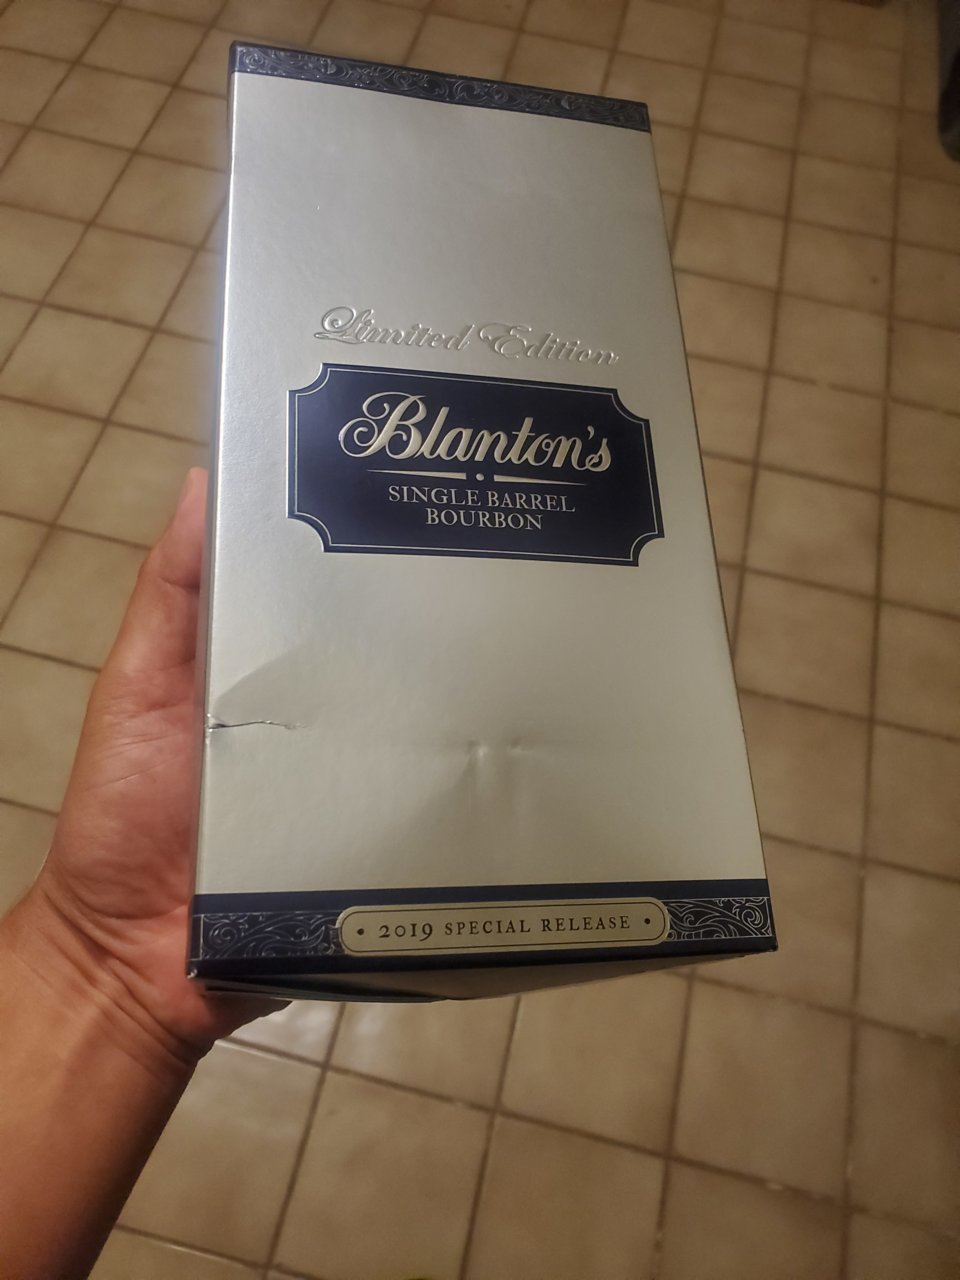 Limited Edition
Blanton's
SINGLE BARREL
BOURBON
• 2019 SPECIAL RELEASE •